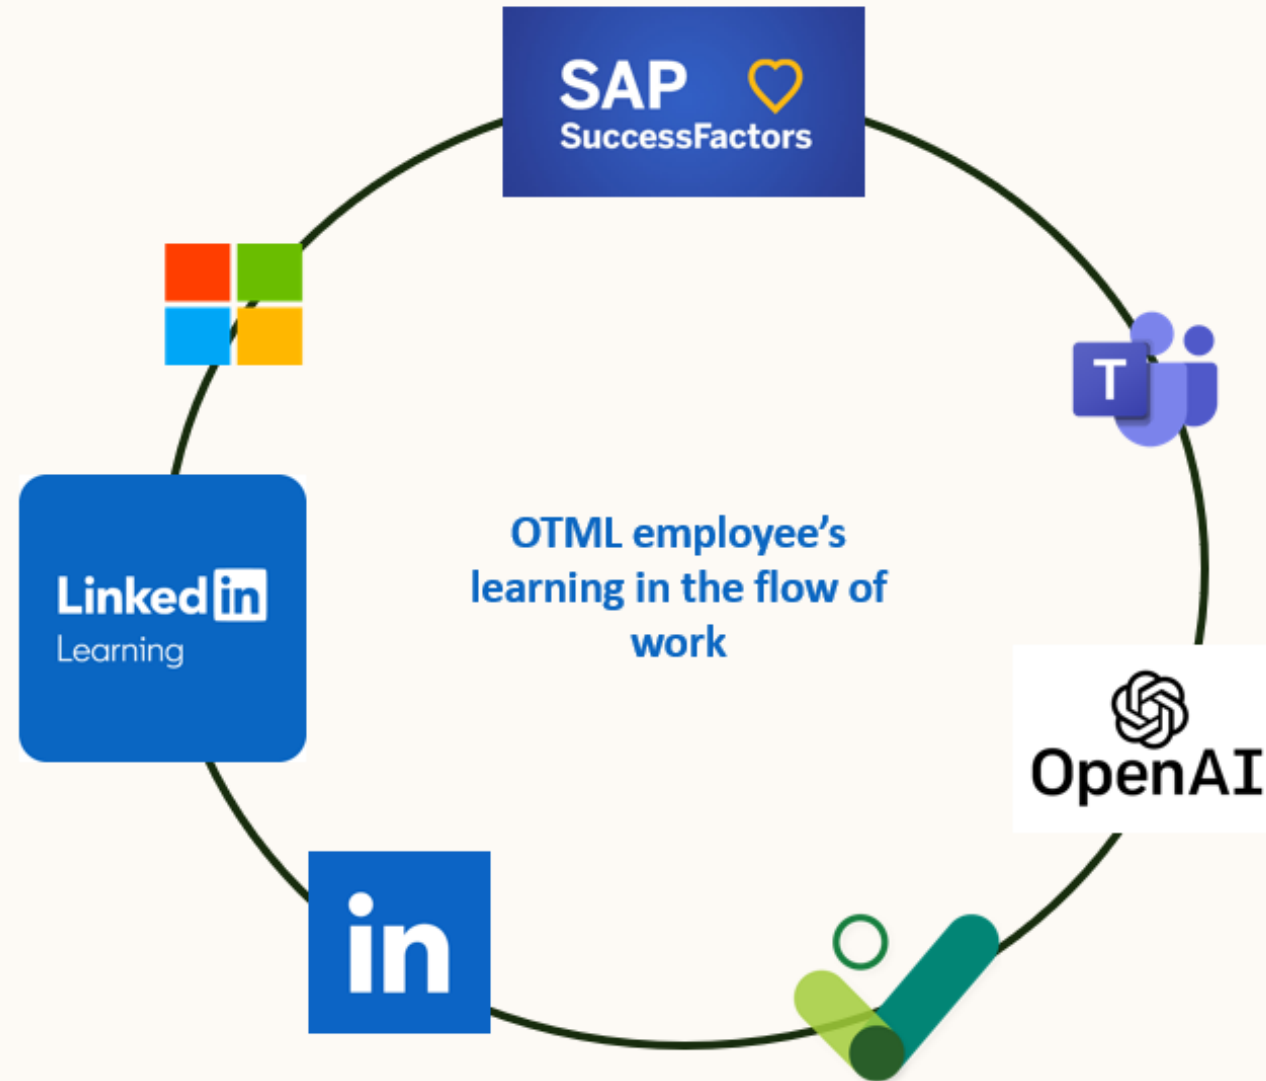 SAP
SuccessFactors
T
OTML employee’s
learning in the flow of
work
Linked in
Learning
OpenAI
in